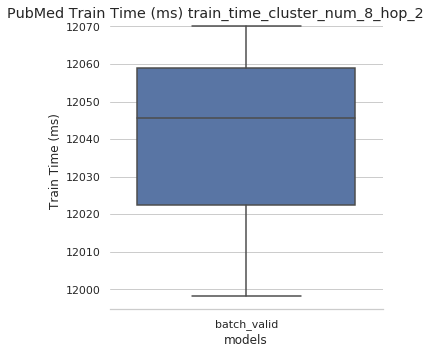 PubMed Train Time (ms) train_time_cluster_num_8_hop_2
12070
12060
12050
12040
12030
12020
12010
12000
Train Time (ms)
batch_valid
models